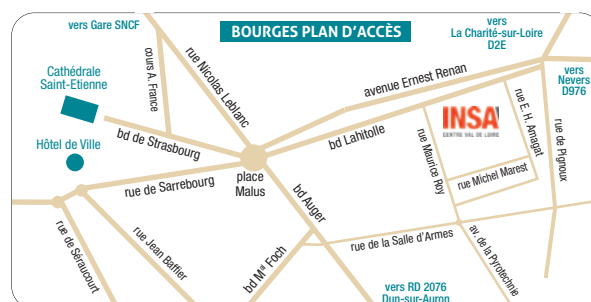 vers Gare SNCF
BOURGES PLAN D'ACCÈS
vers
La Charité-sur-Loire
D2E
cours A. France
rue Nicolas Leblanc
Cathédrale
Saint-Etienne
avenue Ernest Renan
vers
Nevers
D976
bd de Strasbourg
bd Lahitolle
INSA
CENTRE VAL DE LOIRE
rue E. H. Amagat
rue de Pignoux
Hôtel de Ville
rue Maurice Roy
rue Michel Marest
rue de Sarrebourg
place
Malus
bd Auger
rue de Séraucourt
rue Jean Baffier
bd Mal Foch
rue de la Salle d'Armes
av. de la Pyrotechnie
vers RD 2076
Dun-sur-Auron